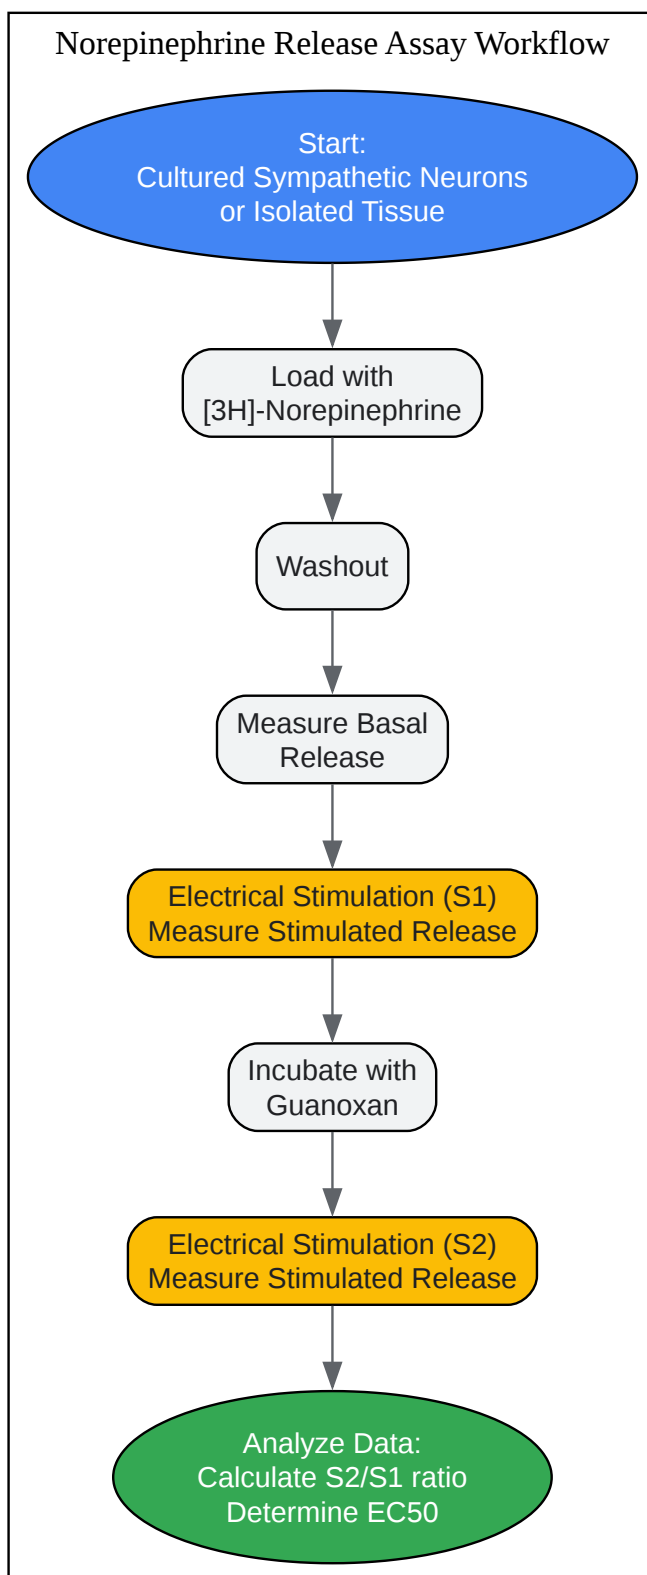 Norepinephrine Release Assay Workflow
Start:
Cultured Sympathetic Neurons
or Isolated Tissue
Load with
[3H]-Norepinephrine
Washout
Measure Basal
Release
Electrical Stimulation (S1)
Measure Stimulated Release
Incubate with
Guanoxan
Electrical Stimulation (S2)
Measure Stimulated Release
Analyze Data:
Calculate S2/S1 ratio
Determine EC50